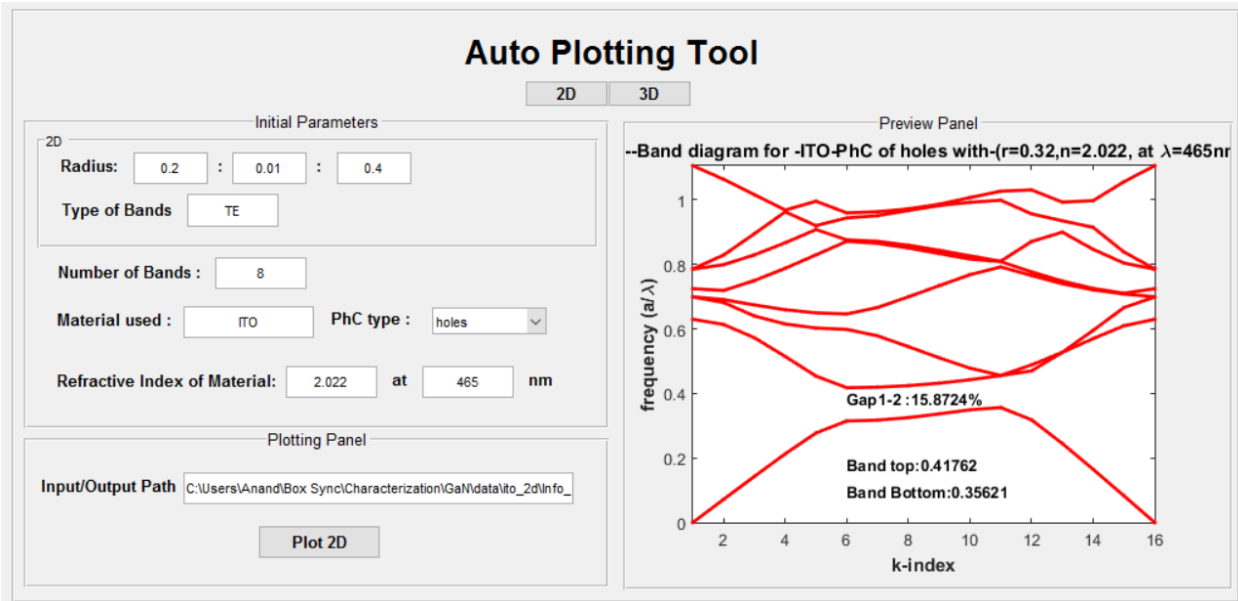 Auto Plotting Tool
2D 3D
Initial Parameters
2D
Radius: 0.2 : 0.01 : 0.4
Type of Bands TE
Number of Bands : 8
Material used : ITO PhC type : holes
Refractive Index of Material: 2.022 at 465 nm
Plotting Panel
Input/Output Path C:\Users\Anand\Box Sync\Characterization\GaN\data\ito_2d\Info_
Plot 2D
Preview Panel
--Band diagram for -ITO-PhC of holes with-(r=0.32,n=2.022, at λ=465nm
1
0.8
0.6
0.4
0.2
0
frequency (a/λ)
Gap1-2 :15.8724%
Band top:0.41762
Band Bottom:0.35621
2 4 6 8 10 12 14 16
k-index